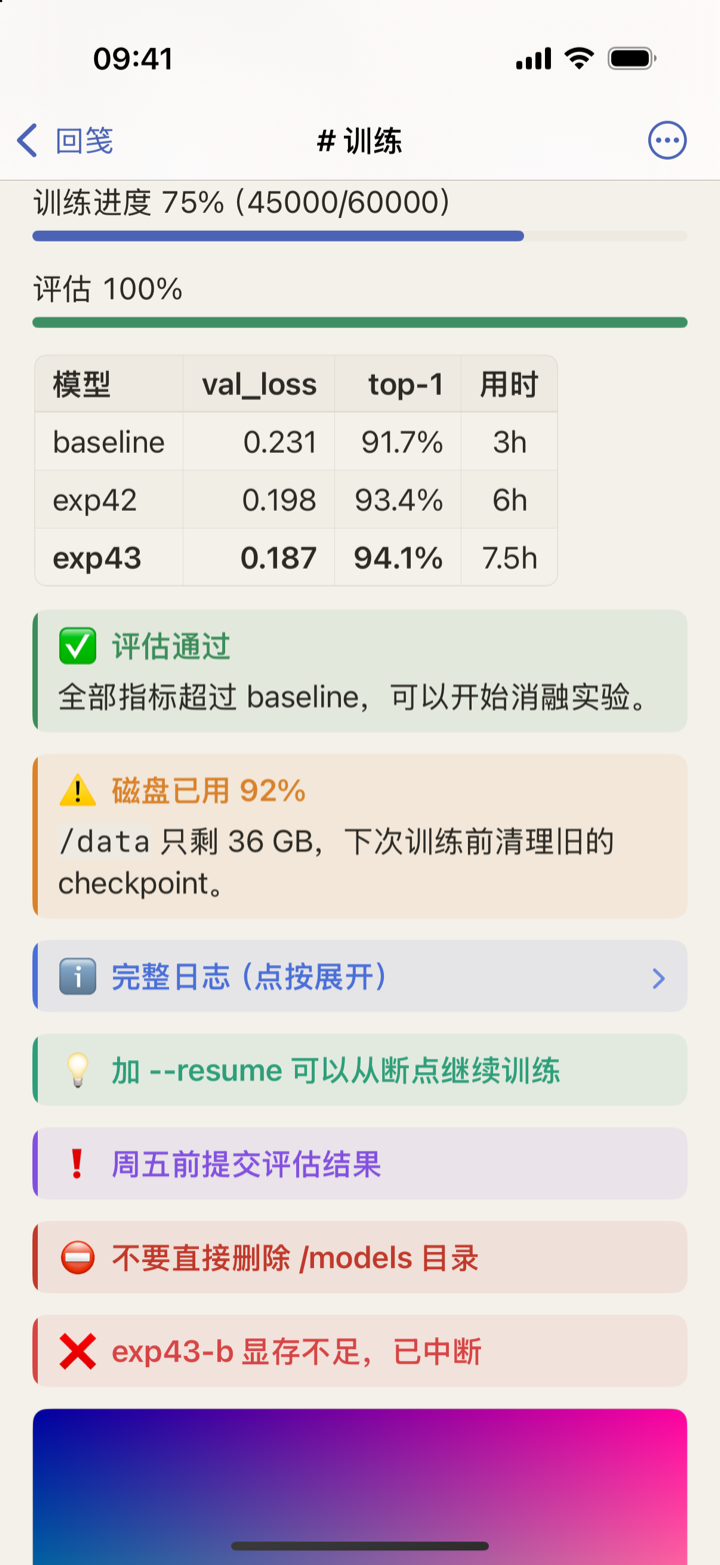 09:41
回笺
# 训练
训练进度 75% (45000/60000)
评估 100%
模型 val_loss top-1 用时
baseline 0.231 91.7% 3h
exp42 0.198 93.4% 6h
exp43 0.187 94.1% 7.5h
✅ 评估通过
全部指标超过 baseline，可以开始消融实验。
⚠️ 磁盘已用 92%
/data 只剩 36 GB，下次训练前清理旧的
checkpoint。
ℹ️ 完整日志（点按展开）
💡 加 --resume 可以从断点继续训练
❗ 周五前提交评估结果
⛔ 不要直接删除 /models 目录
❌ exp43-b 显存不足，已中断